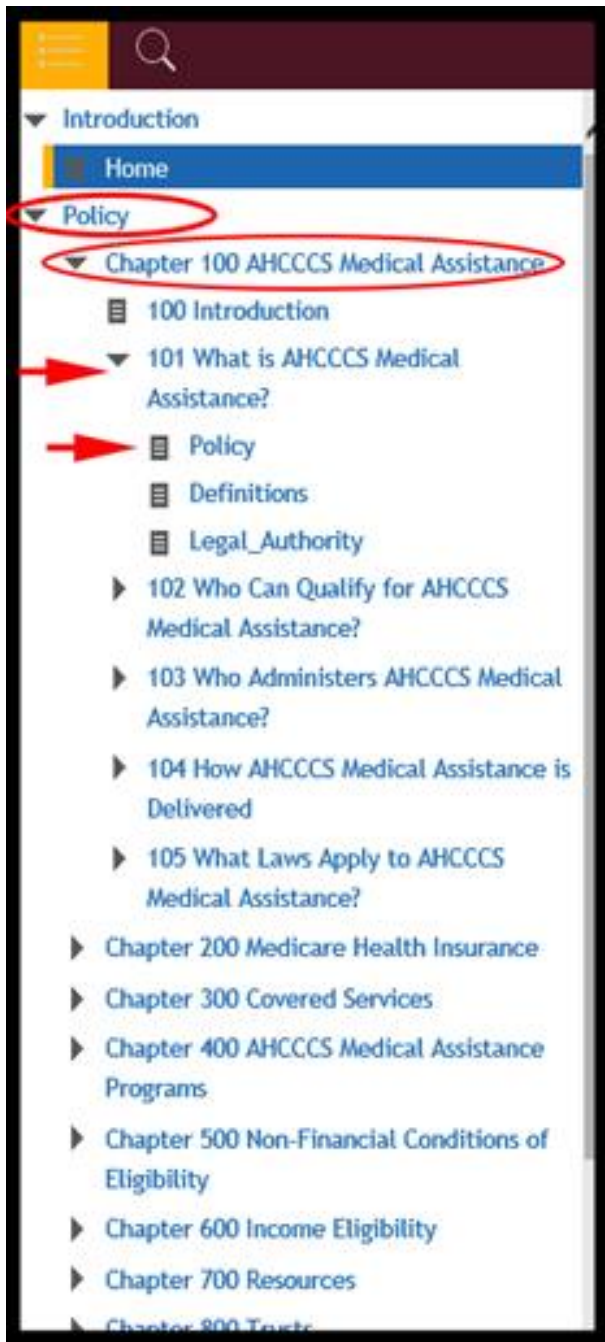 Introduction
Home
Policy
Chapter 100 AHCCCS Medical Assistance
100 Introduction
101 What is AHCCCS Medical
Assistance?
Policy
Definitions
Legal_Authority
102 Who Can Qualify for AHCCCS
Medical Assistance?
103 Who Administers AHCCCS Medical
Assistance?
104 How AHCCCS Medical Assistance is
Delivered
105 What Laws Apply to AHCCCS
Medical Assistance?
Chapter 200 Medicare Health Insurance
Chapter 300 Covered Services
Chapter 400 AHCCCS Medical Assistance
Programs
Chapter 500 Non-Financial Conditions of
Eligibility
Chapter 600 Income Eligibility
Chapter 700 Resources
Chapter 800 Trusts